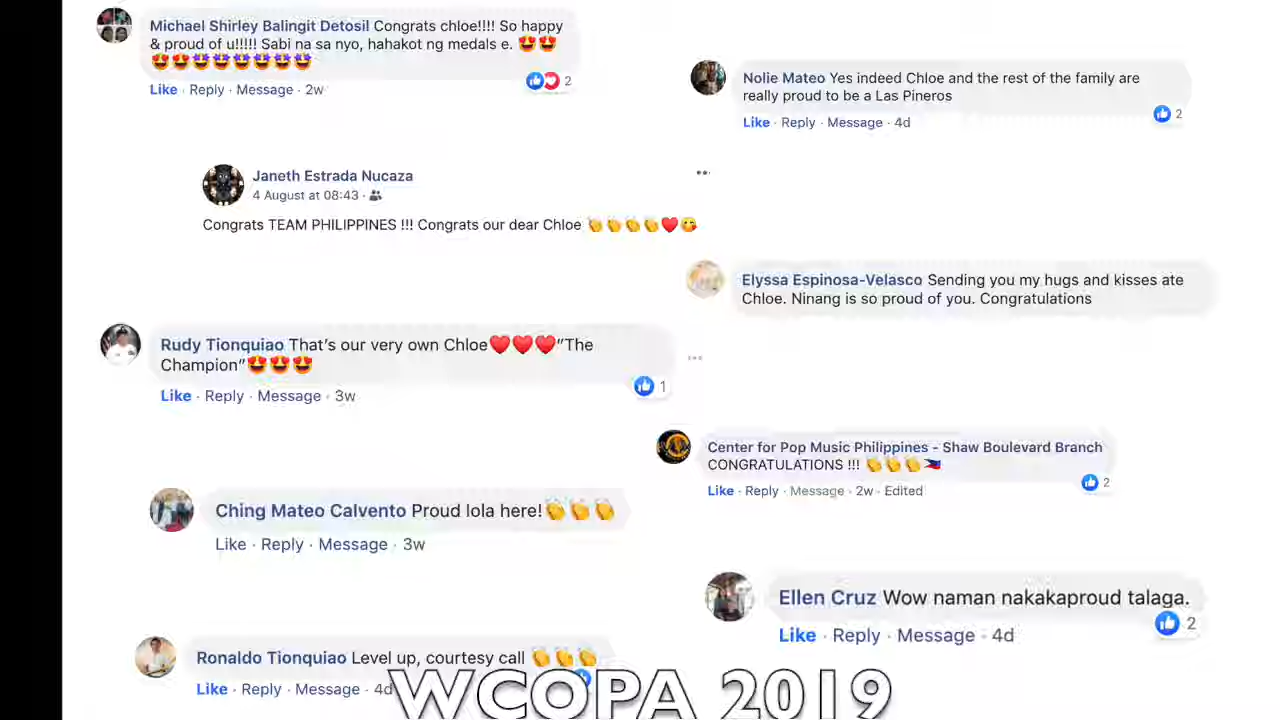 Michael Shirley Balingit Detosil Congrats chloe!!!! So happy
& proud of u!!!!! Sabi na sa nyo, hahakot ng medals e. 😍😍
😍😍🤩🤩🤩🤩🤩🤩
Like · Reply · Message · 2w
2
Nolie Mateo Yes indeed Chloe and the rest of the family are
really proud to be a Las Pineros
Like · Reply · Message · 4d
2
Janeth Estrada Nucaza
4 August at 08:43 ·
Congrats TEAM PHILIPPINES !!! Congrats our dear Chloe 👏👏👏👏❤️😋
Elyssa Espinosa-Velasco Sending you my hugs and kisses ate
Chloe. Ninang is so proud of you. Congratulations
Rudy Tionquiao That's our very own Chloe❤️❤️❤️"The
Champion"😍😍😍
Like · Reply · Message · 3w
1
Center for Pop Music Philippines - Shaw Boulevard Branch
CONGRATULATIONS !!! 👏👏👏🇵🇭
Like · Reply · Message · 2w · Edited
2
Ching Mateo Calvento Proud lola here!👏👏👏
Like · Reply · Message · 3w
Ellen Cruz Wow naman nakakaproud talaga.
Like · Reply · Message · 4d
2
Ronaldo Tionquiao Level up, courtesy call 👏👏👏
Like · Reply · Message · 4d
WCOPA 2019